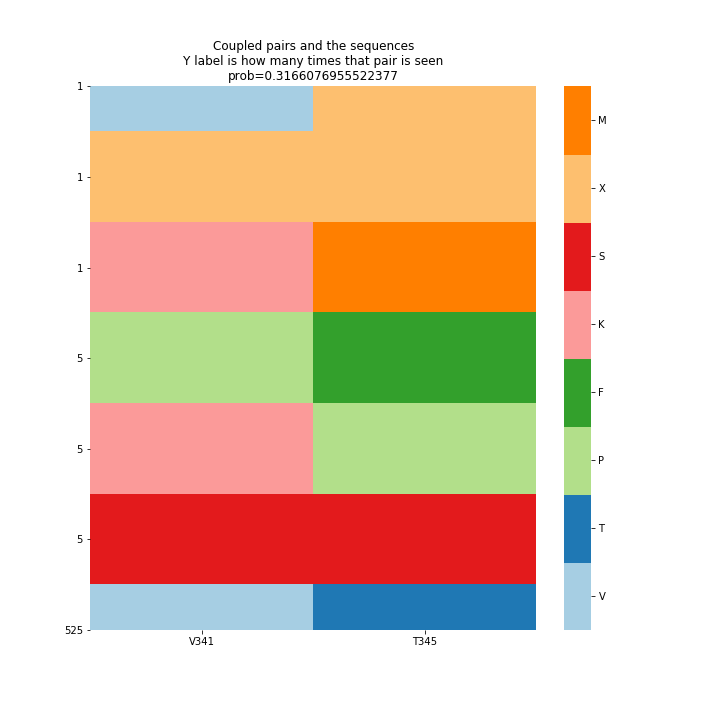 Coupled pairs and the sequences
Y label is how many times that pair is seen
prob=0.3166076955522377
1
1
1
5
5
5
525
V341
T345
M
X
S
K
F
P
T
V